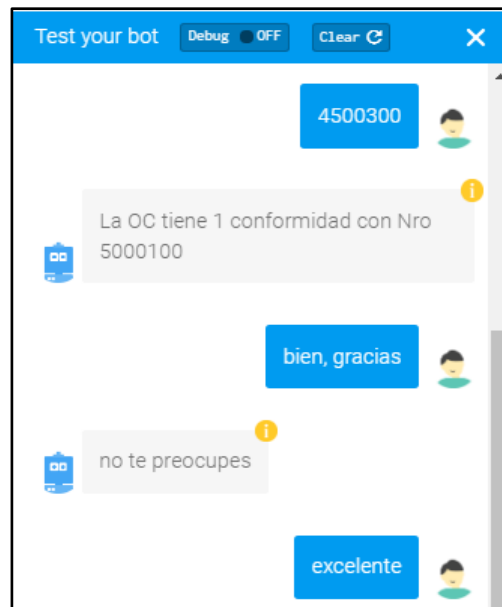 Test your bot
Debug OFF
Clear
4500300
La OC tiene 1 conformidad con Nro
5000100
bien, gracias
no te preocupes
excelente